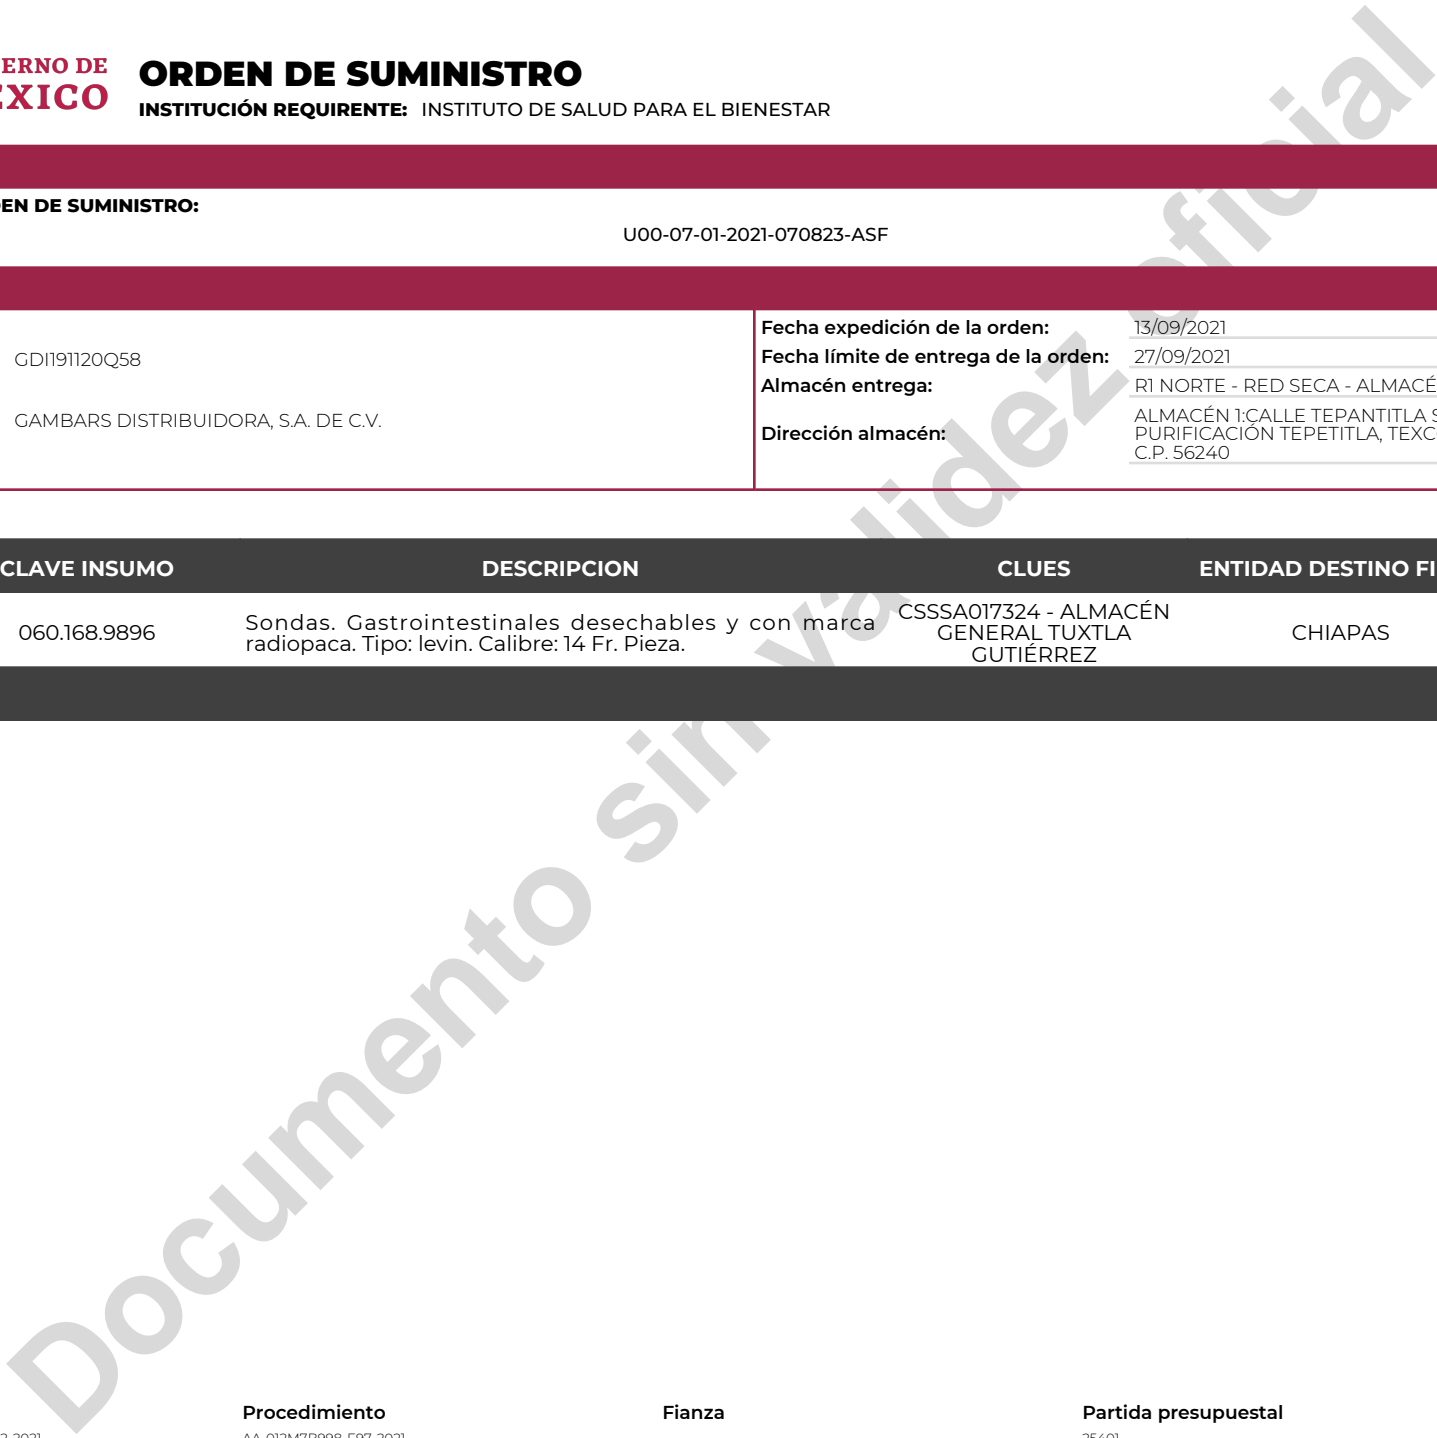 ERNO DE
EXICO
ORDEN DE SUMINISTRO
INSTITUCIÓN REQUIRENTE: INSTITUTO DE SALUD PARA EL BIENESTAR
EN DE SUMINISTRO:
U00-07-01-2021-070823-ASF
GDI191120Q58
GAMBARS DISTRIBUIDORA, S.A. DE C.V.
Fecha expedición de la orden: 13/09/2021
Fecha límite de entrega de la orden: 27/09/2021
Almacén entrega: R1 NORTE - RED SECA - ALMACÉ
Dirección almacén:
ALMACÉN 1:CALLE TEPANTITLA S
PURIFICACIÓN TEPETITLA, TEXC
C.P. 56240
CLAVE INSUMO DESCRIPCION CLUES ENTIDAD DESTINO FI
060.168.9896
Sondas. Gastrointestinales desechables y con marca
radiopaca. Tipo: levin. Calibre: 14 Fr. Pieza.
CSSSA017324 - ALMACÉN
GENERAL TUXTLA
GUTIÉRREZ
CHIAPAS
Documento sin validez oficial
Procedimiento Fianza Partida presupuestal